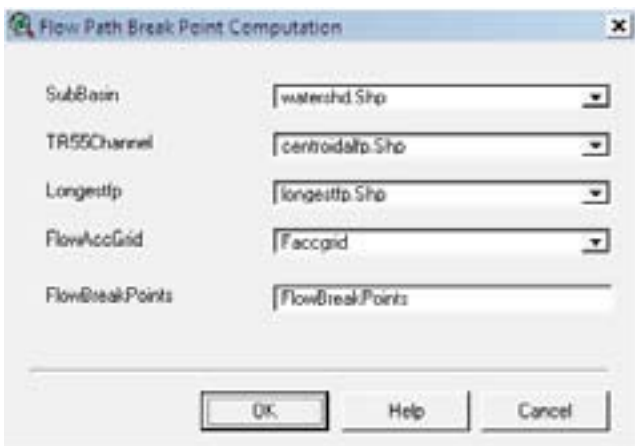 Flow Path Break Point Computation
SubBasin watershd.Shp
TR55Channel centroidalfp.Shp
Longestfp longestfp.Shp
FlowAccGrid Faccgrid
FlowBreakPoints FlowBreakPoints
OK Help Cancel